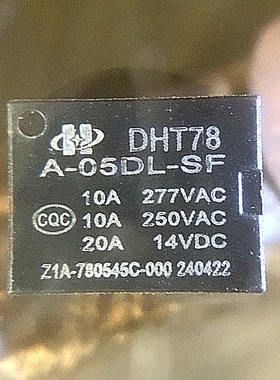 DHT78
A-05DL-SF
10A 277VAC
CQC 10A 250VAC
20A 14VDC
Z1A-780545C-000 240422